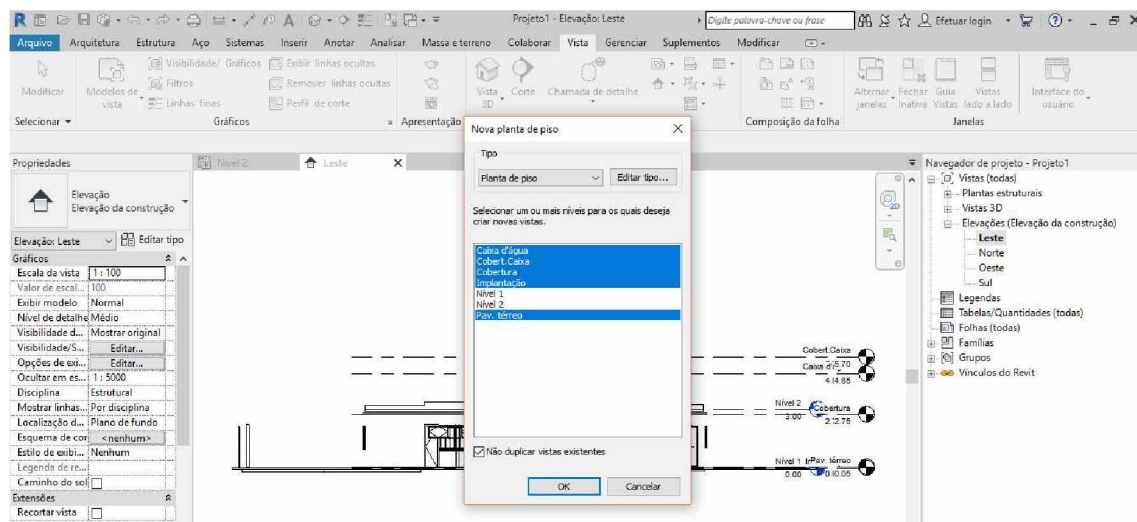 Projeto1 - Elevação: Leste
Digite palavra-chave ou frase
Efetuar login
Arquivo Arquitetura Estrutura Aço Sistemas Inserir Anotar Analisar Massa e terreno Colaborar Vista Gerenciar Suplementos Modificar
Modificar
Modelos de vista
Visibilidade/ Gráficos
Filtros
Linhas finas
Exibir linhas ocultas
Remover linhas ocultas
Perfil de corte
Vista 3D
Corte
Chamada de detalhe
Alternar janelas
Fechar Inativa
Guia Vistas
Vistas lado a lado
Interface do usuário
Selecionar
Gráficos
Apresentação
Composição da folha
Janelas
Propriedades
Elevação
Elevação da construção
Elevação: Leste
Editar tipo
Gráficos
Escala da vista 1 : 100
Valor de escal... 100
Exibir modelo Normal
Nível de detalhe Médio
Visibilidade d... Mostrar original
Visibilidade/S... Editar...
Opções de exi... Editar...
Ocultar em es... 1 : 5000
Disciplina Estrutural
Mostrar linhas... Por disciplina
Localização d... Plano de fundo
Esquema de cor <nenhum>
Estilo de exibi... Nenhum
Legenda de re...
Caminho do sol
Extensões
Recortar vista
Nível 2
Leste
Nova planta de piso
Tipo
Planta de piso
Editar tipo...
Selecionar um ou mais níveis para os quais deseja
criar novas vistas.
Caixa d'água
Cobert.Caixa
Cobertura
Implantação
Nível 1
Nível 2
Pav. térreo
Não duplicar vistas existentes
OK
Cancelar
Cobert.Caixa
Nível 2
3.00
Cobertura
Nível 1
0.00
Pav. térreo
2D
Navegador de projeto - Projeto1
Vistas (todas)
Plantas estruturais
Vistas 3D
Elevações (Elevação da construção)
Leste
Norte
Oeste
Sul
Legendas
Tabelas/Quantidades (todas)
Folhas (todas)
Famílias
Grupos
Vínculos do Revit